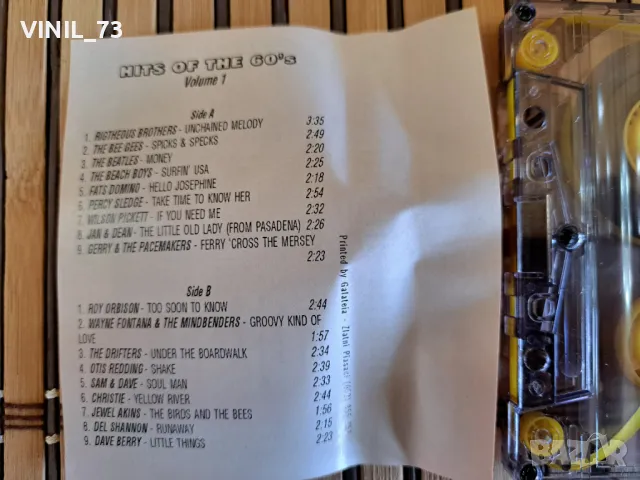 VINIL_73
HITS OF THE 60's
Volume 1
Side A
1. RIGTHEOUS BROTHERS - UNCHAINED MELODY 3:35
2. THE BEE GEES - SPICKS & SPECKS 2:49
3. THE BEATLES - MONEY 2:20
4. THE BEACH BOYS - SURFIN' USA 2:25
5. FATS DOMINO - HELLO JOSEPHINE 2:18
6. PERCY SLEDGE - TAKE TIME TO KNOW HER 2:54
7. WILSON PICKETT - IF YOU NEED ME 2:32
8. JAN & DEAN - THE LITTLE OLD LADY (FROM PASADENA) 2:26
9. GERRY & THE PACEMAKERS - FERRY 'CROSS THE MERSEY
2:23
Side B
1. ROY ORBISON - TOO SOON TO KNOW 2:44
2. WAYNE FONTANA & THE MINDBENDERS - GROOVY KIND OF
LOVE 1:57
3. THE DRIFTERS - UNDER THE BOARDWALK 2:34
4. OTIS REDDING - SHAKE 2:39
5. SAM & DAVE - SOUL MAN 2:33
6. CHRISTIE - YELLOW RIVER 2:44
7. JEWEL AKINS - THE BIRDS AND THE BEES 1:56
8. DEL SHANNON - RUNAWAY 2:15
9. DAVE BERRY - LITTLE THINGS 2:23
Printed by Galateia - Zlatni Piasaci
BAZAR